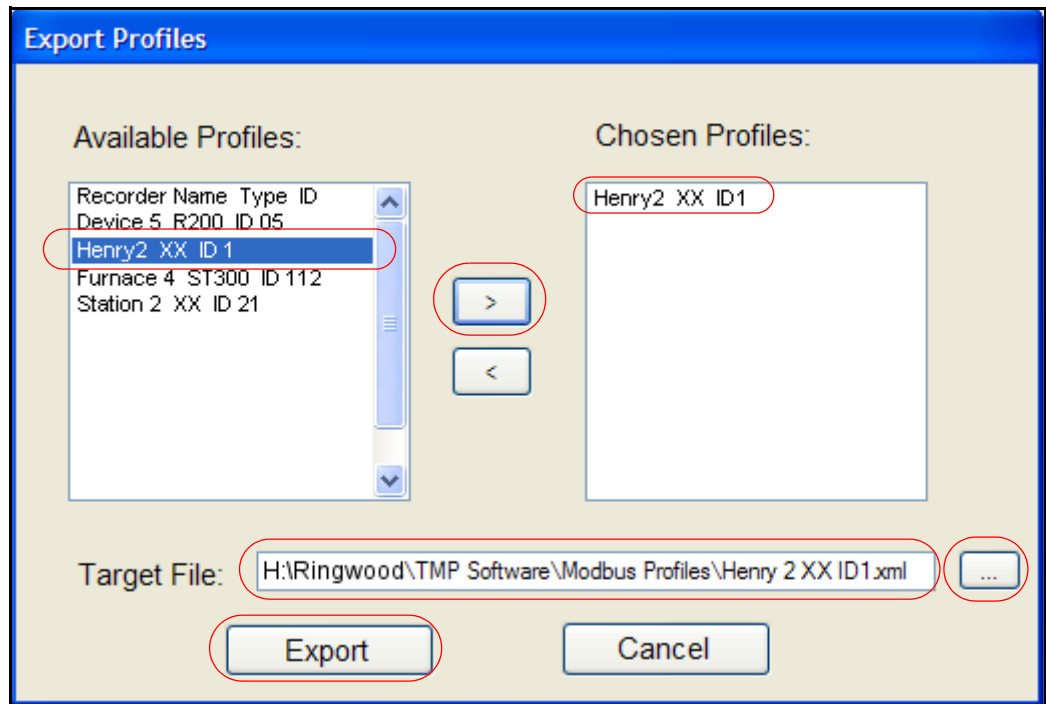 Export Profiles
Available Profiles:
Chosen Profiles:
Recorder Name Type ID
Device 5 R200 ID 05
Henry2 XX ID 1
Furnace 4 ST300 ID 112
Station 2 XX ID 21
Henry2 XX ID1
>
<
Target File:
H:\Ringwood\TMP Software\Modbus Profiles\Henry 2 XX ID1.xml
...
Export
Cancel